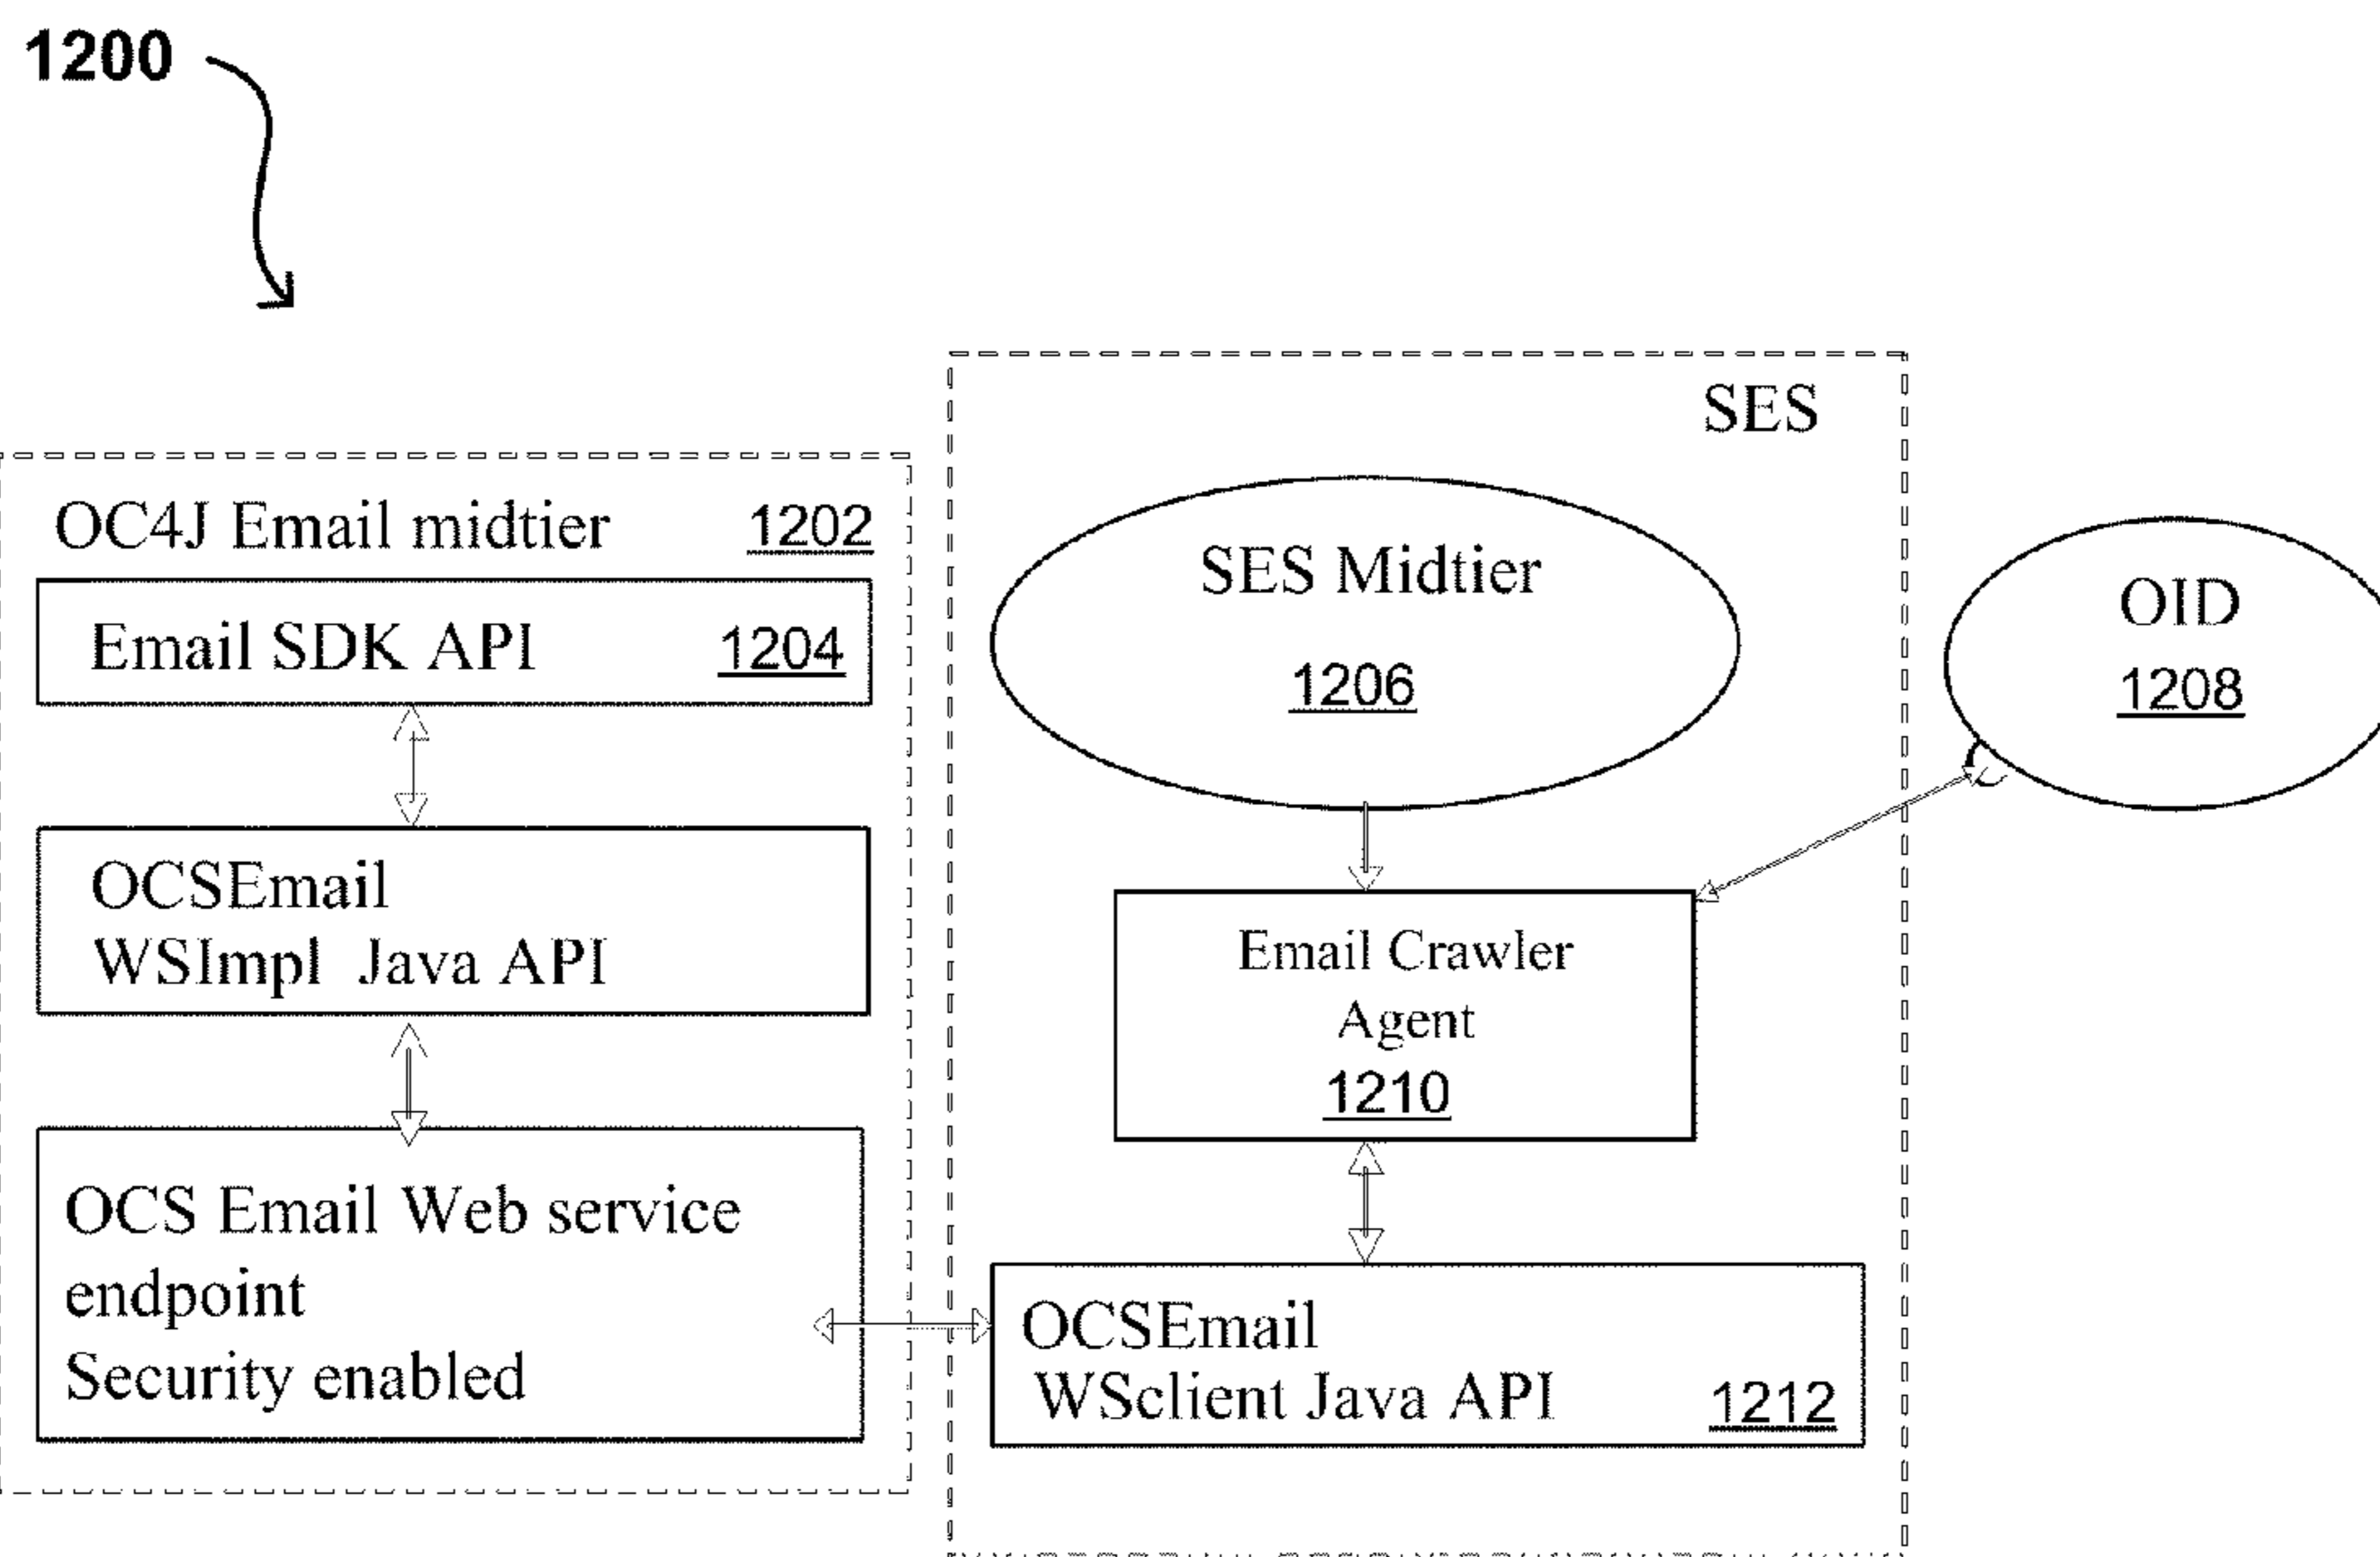 1200
OC4J Email midtier 1202
Email SDK API 1204
OCSEmail
WSImpl Java API
OCS Email Web service
endpoint
Security enabled
SES
SES Midtier
1206
Email Crawler
Agent
1210
OCSEmail
WSclient Java API 1212
OID
1208